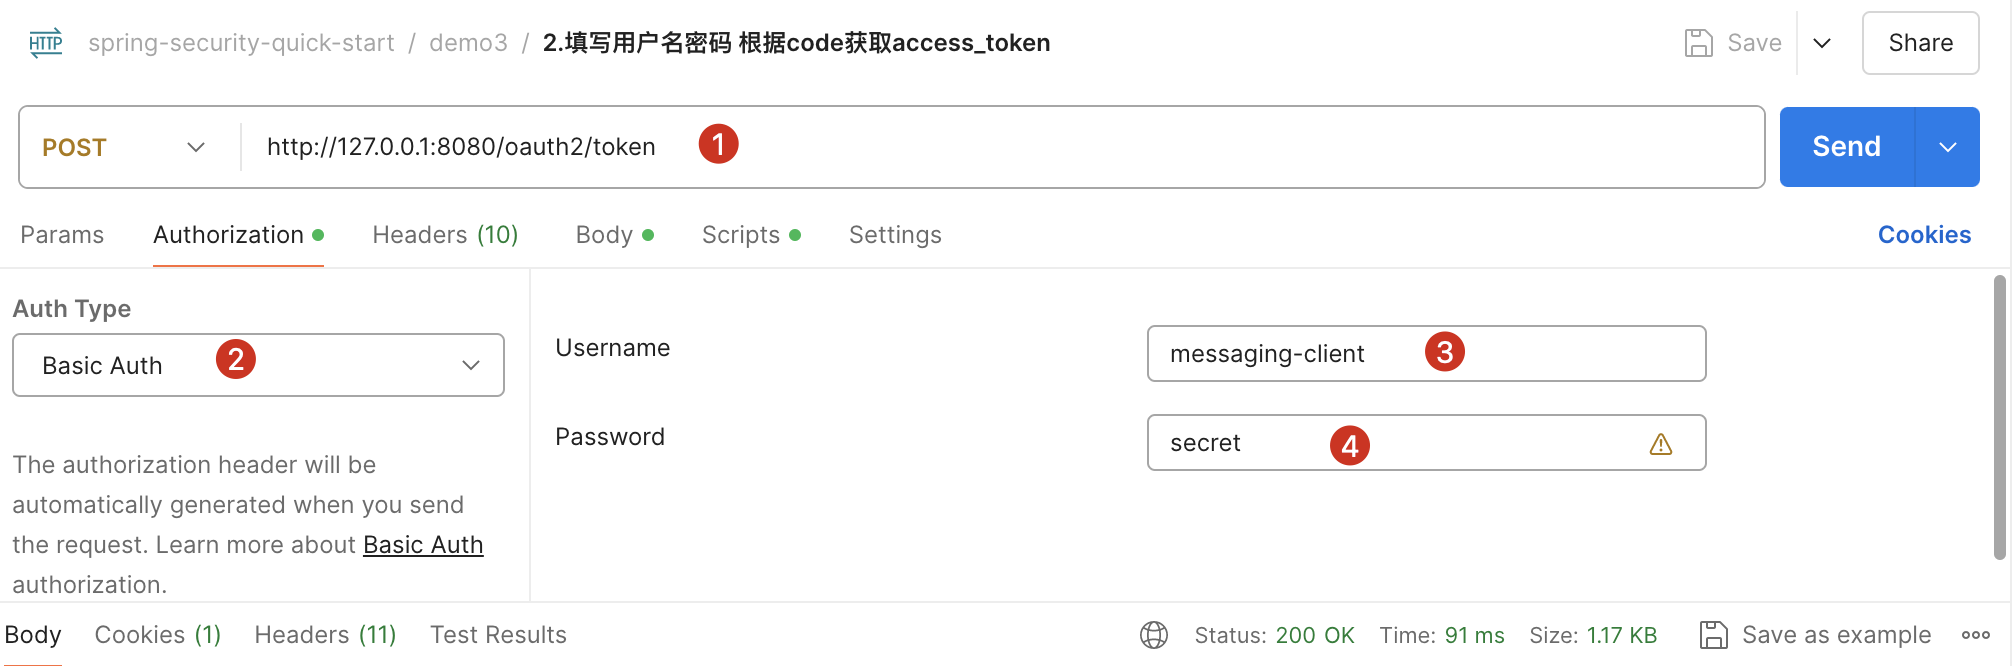 HTTP spring-security-quick-start / demo3 / 2.填写用户名密码 根据code获取access_token Save Share
POST http://127.0.0.1:8080/oauth2/token 1 Send
Params Authorization Headers (10) Body Scripts Settings Cookies
Auth Type
Basic Auth 2
Username messaging-client 3
Password secret 4
The authorization header will be
automatically generated when you send
the request. Learn more about Basic Auth
authorization.
Body Cookies (1) Headers (11) Test Results Status: 200 OK Time: 91 ms Size: 1.17 KB Save as example